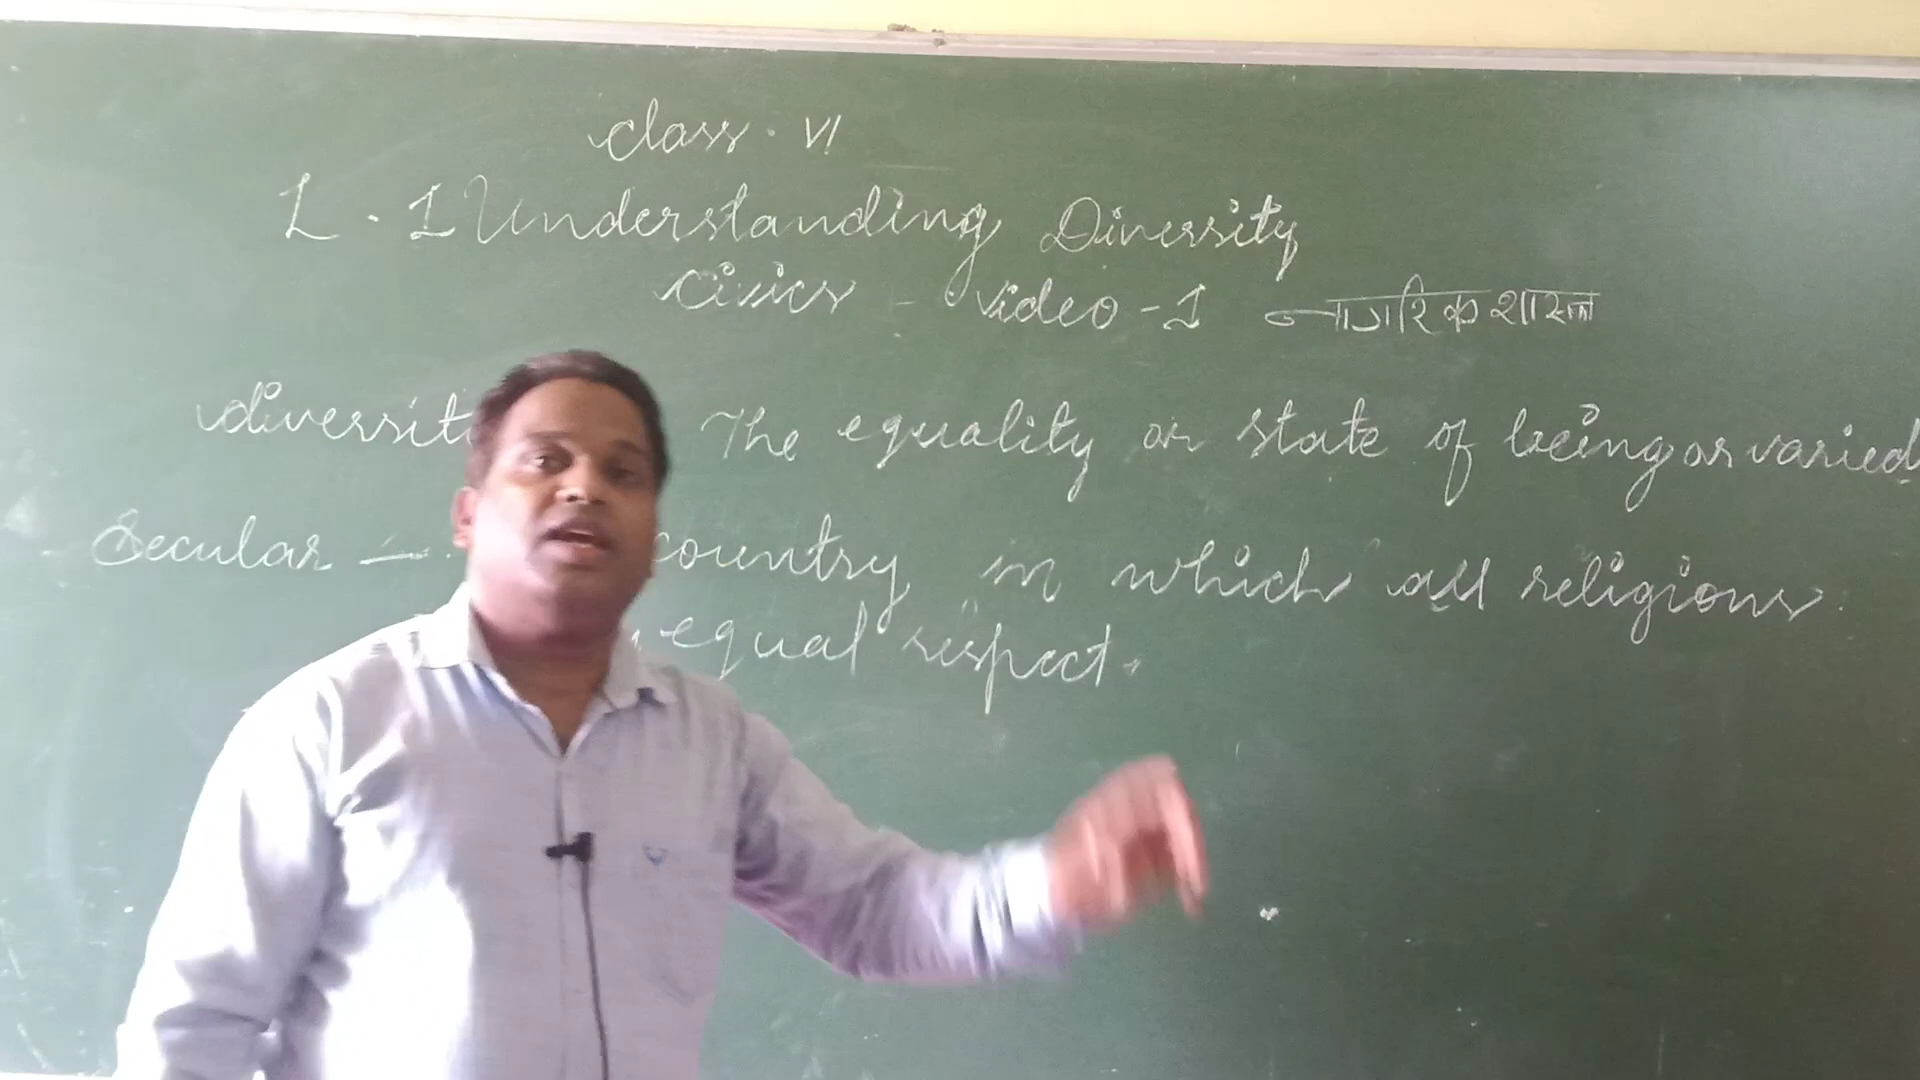 Class. VI
L. 1 Understanding Diversity
Civics - Video-1 नागरिक शास्त्र
diversit The equality or state of being or varied
Secular - country in which all religions
equal respect.